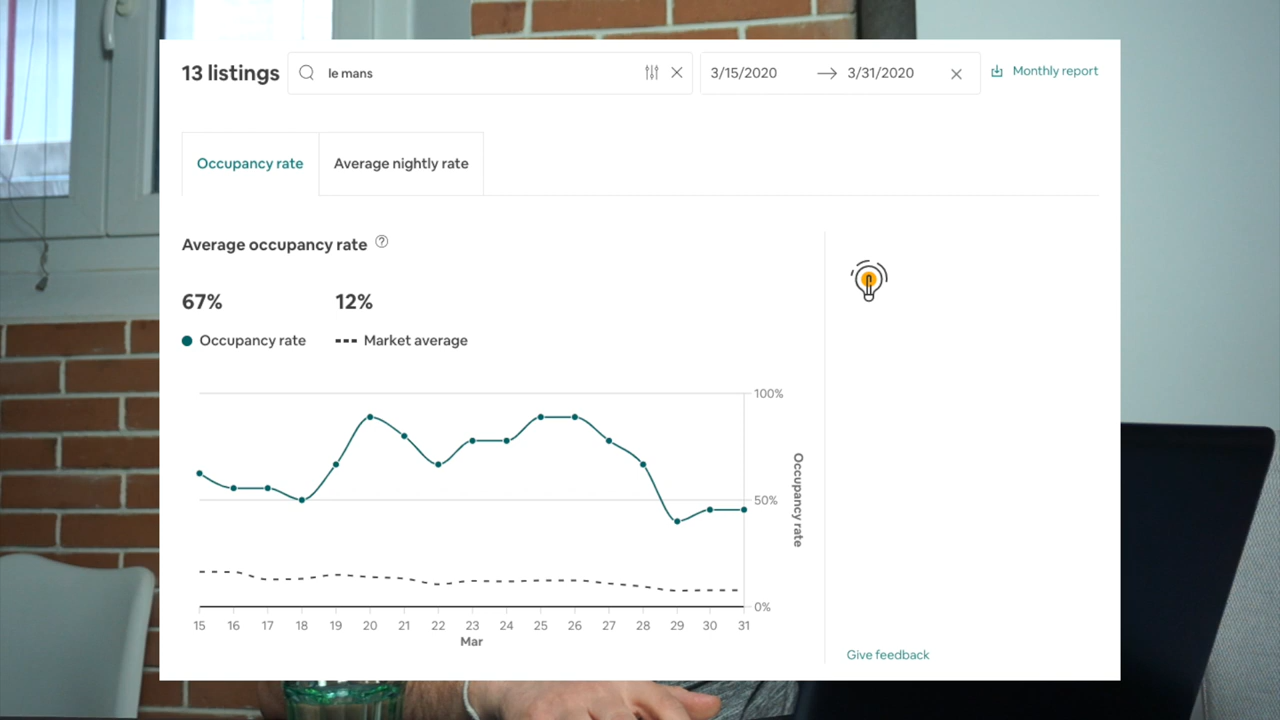 13 listings
le mans
3/15/2020 → 3/31/2020
Monthly report
Occupancy rate
Average nightly rate
Average occupancy rate ?
67%
12%
Occupancy rate
Market average
100%
50%
0%
Occupancy rate
15 16 17 18 19 20 21 22 23 24 25 26 27 28 29 30 31
Mar
Give feedback